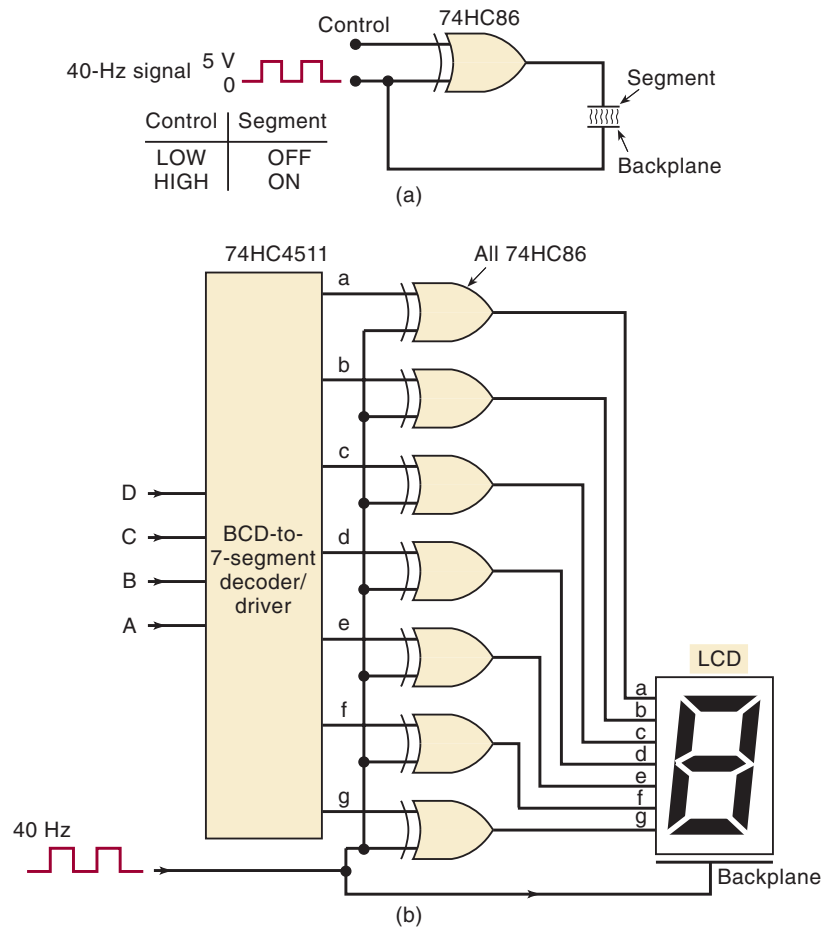 Control
74HC86
40-Hz signal
5 V
0
Segment
Backplane
Control Segment
LOW OFF
HIGH ON
(a)
74HC4511
All 74HC86
a
b
c
d
e
f
g
D
C
B
A
BCD-to-
7-segment
decoder/
driver
LCD
a
b
c
d
e
f
g
40 Hz
Backplane
(b)